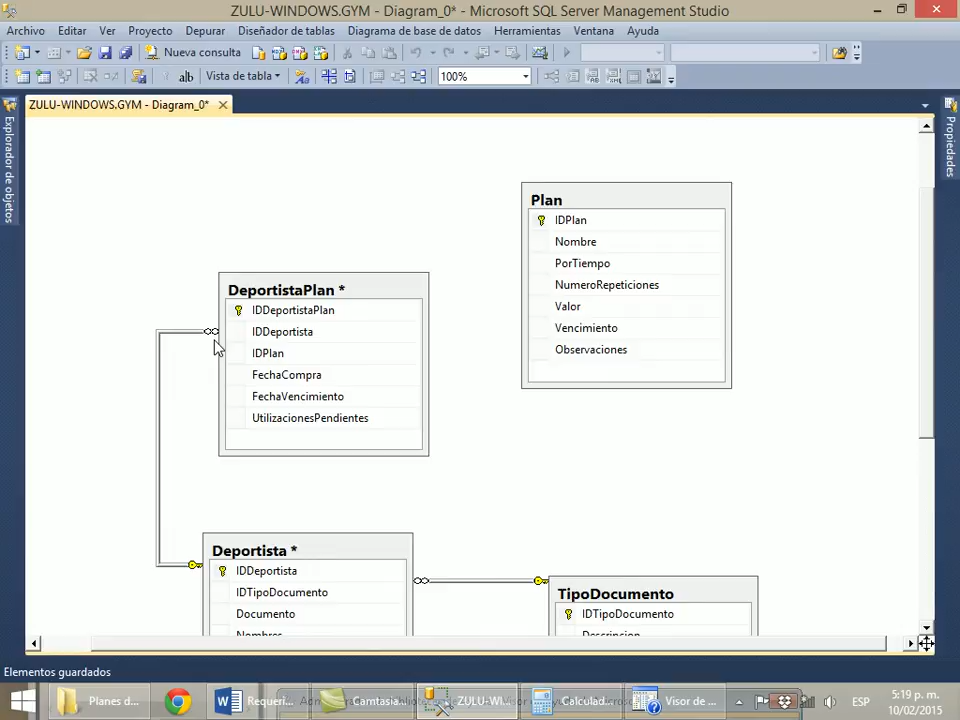 ZULU-WINDOWS.GYM - Diagram_0* - Microsoft SQL Server Management Studio
Archivo Editar Ver Proyecto Depurar Diseñador de tablas Diagrama de base de datos Herramientas Ventana Ayuda
Nueva consulta
ab Vista de tabla 100%
ZULU-WINDOWS.GYM - Diagram_0*
Explorador de objetos
Propiedades
Plan
IDPlan
Nombre
PorTiempo
NumeroRepeticiones
Valor
Vencimiento
Observaciones
DeportistaPlan *
IDDeportistaPlan
IDDeportista
IDPlan
FechaCompra
FechaVencimiento
UtilizacionesPendientes
Deportista *
IDDeportista
IDTipoDocumento
Documento
Nombres
TipoDocumento
IDTipoDocumento
Descripcion
Elementos guardados
Planes d... Requeri... Camtasia... ZULU-WI... Calculad... Visor de ... ESP
5:19 p. m.
10/02/2015